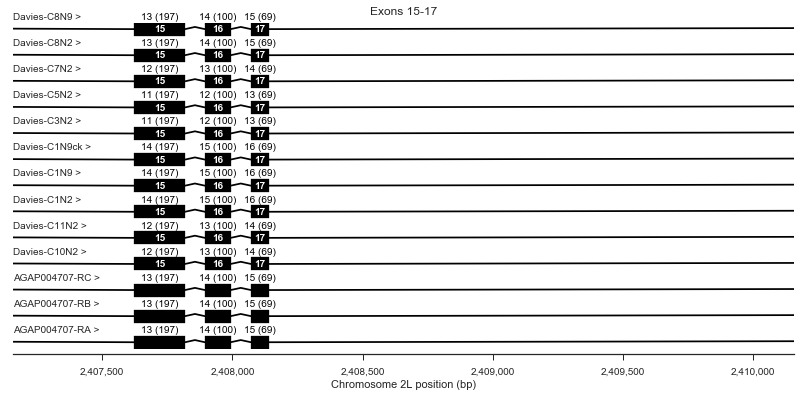 Exons 15-17
Davies-C8N9 > 13 (197) 14 (100) 15 (69)
15 16 17
Davies-C8N2 > 13 (197) 14 (100) 15 (69)
15 16 17
Davies-C7N2 > 12 (197) 13 (100) 14 (69)
15 16 17
Davies-C5N2 > 11 (197) 12 (100) 13 (69)
15 16 17
Davies-C3N2 > 11 (197) 12 (100) 13 (69)
15 16 17
Davies-C1N9ck > 14 (197) 15 (100) 16 (69)
15 16 17
Davies-C1N9 > 14 (197) 15 (100) 16 (69)
15 16 17
Davies-C1N2 > 14 (197) 15 (100) 16 (69)
15 16 17
Davies-C11N2 > 12 (197) 13 (100) 14 (69)
15 16 17
Davies-C10N2 > 12 (197) 13 (100) 14 (69)
15 16 17
AGAP004707-RC > 13 (197) 14 (100) 15 (69)
AGAP004707-RB > 13 (197) 14 (100) 15 (69)
AGAP004707-RA > 13 (197) 14 (100) 15 (69)
2,407,500 2,408,000 2,408,500 2,409,000 2,409,500 2,410,000
Chromosome 2L position (bp)